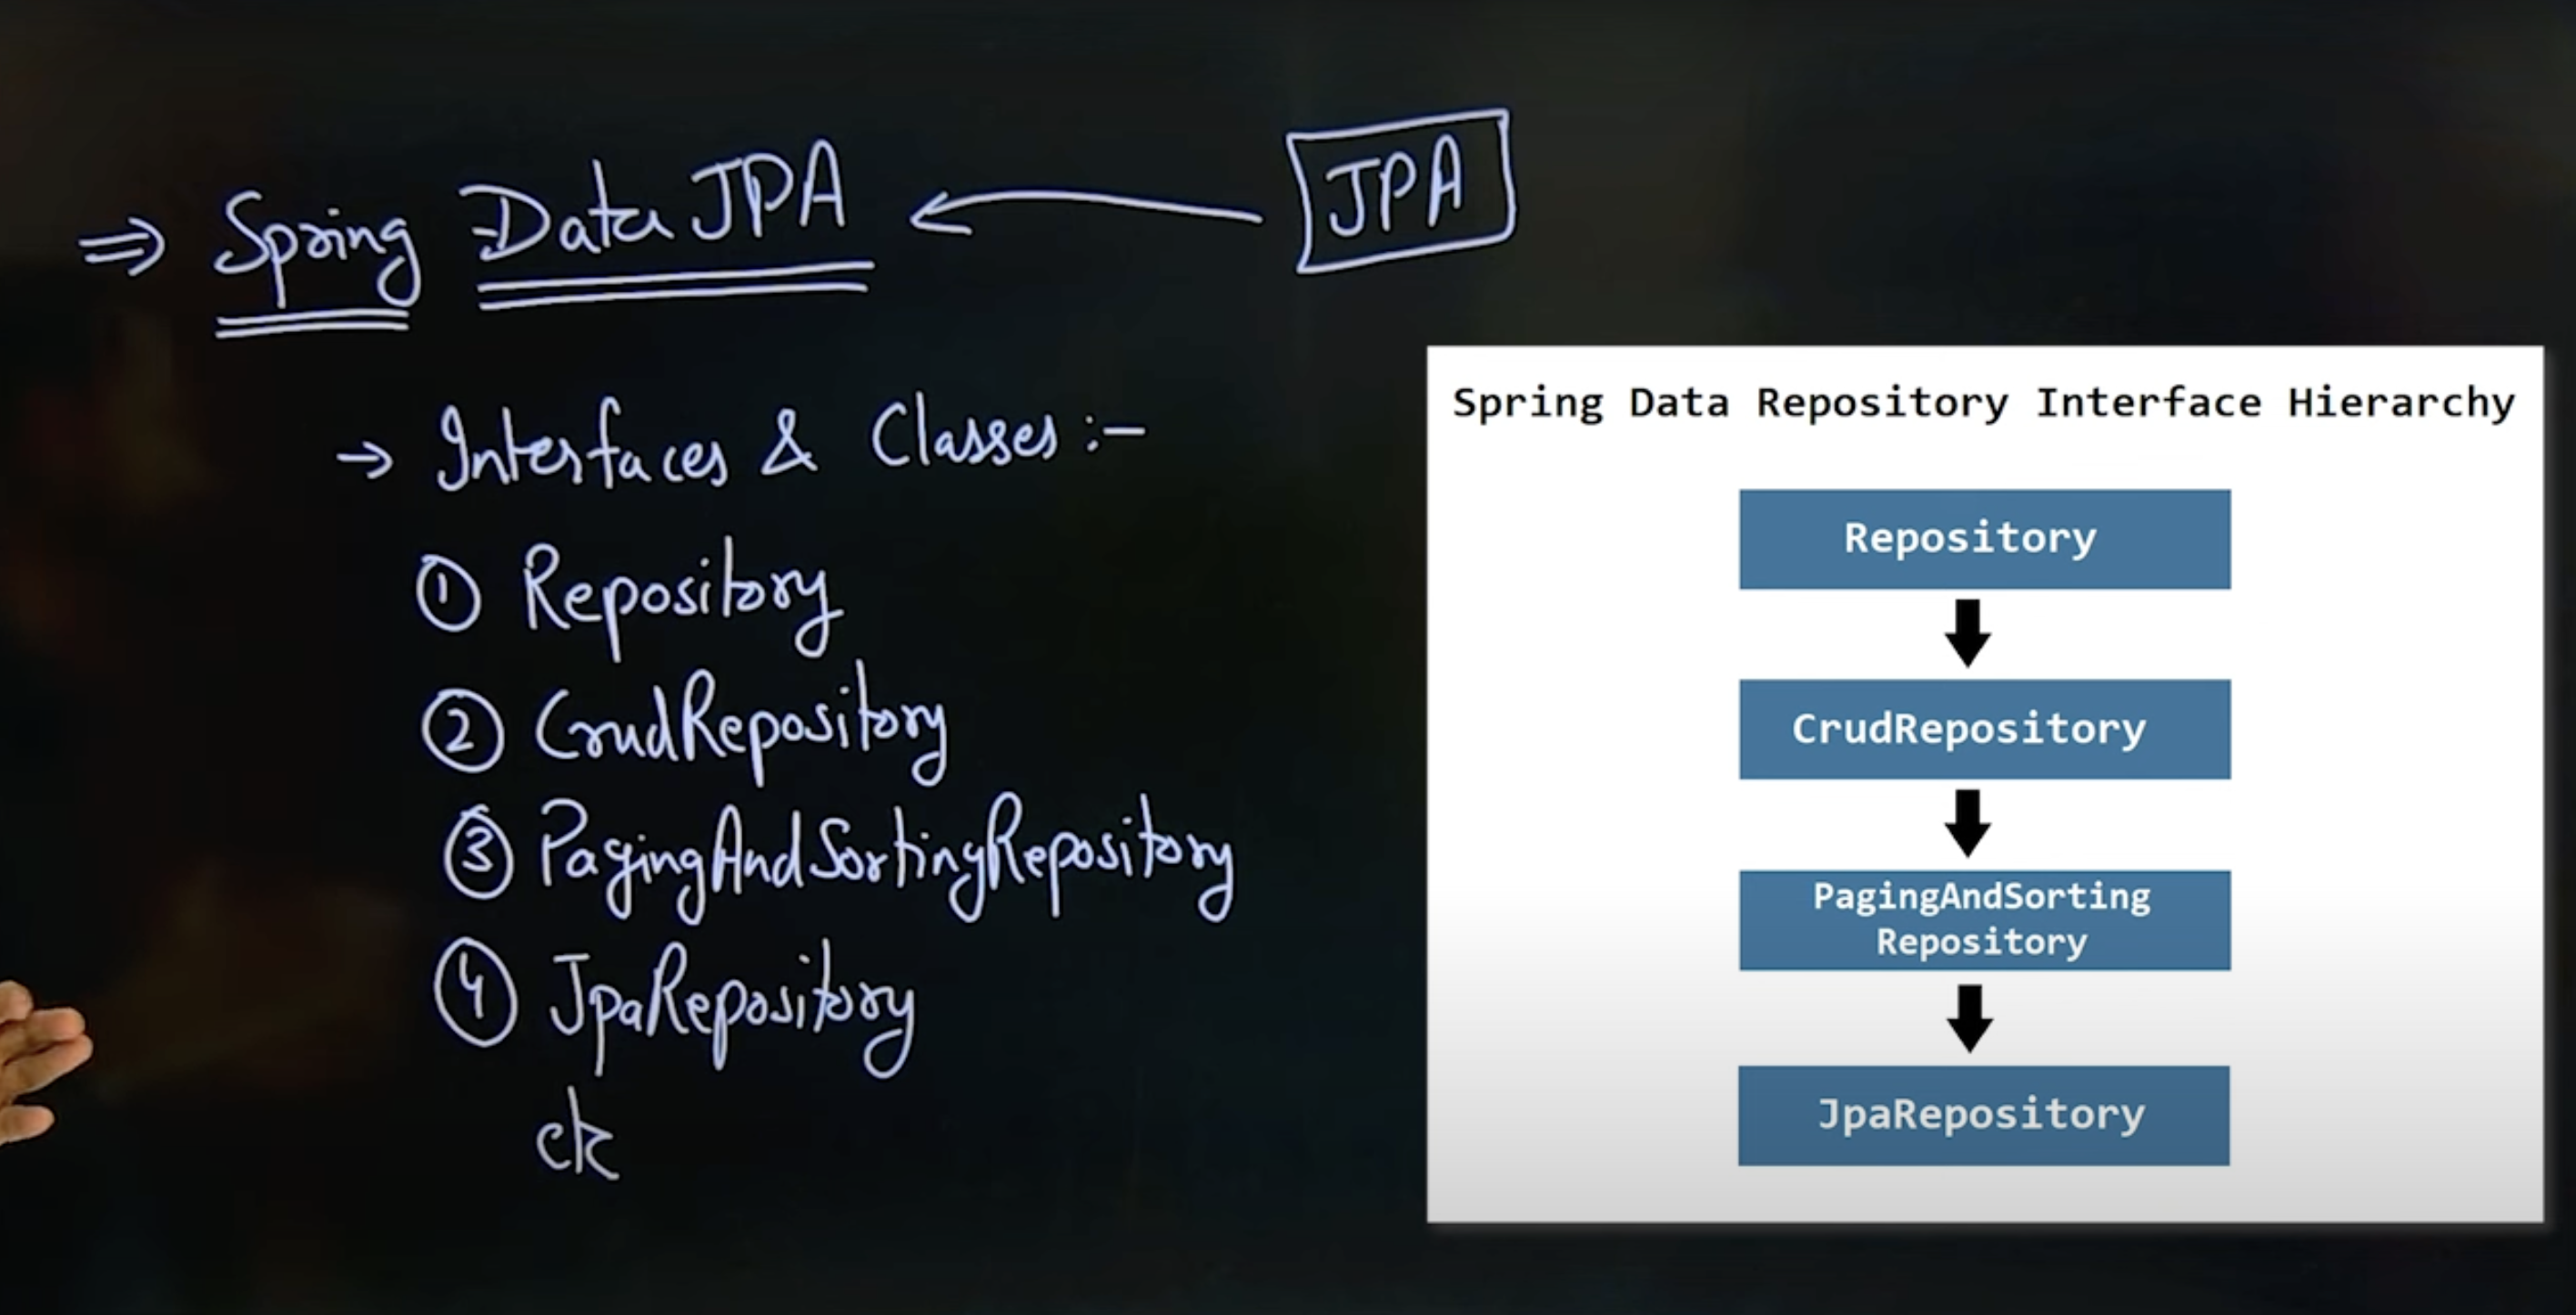 ⇒ Spring Data JPA ← JPA
→ Interfaces & Classes :-
① Repository
② CrudRepository
③ PagingAndSortingRepository
④ JpaRepository
etc
Spring Data Repository Interface Hierarchy
Repository
CrudRepository
PagingAndSorting
Repository
JpaRepository